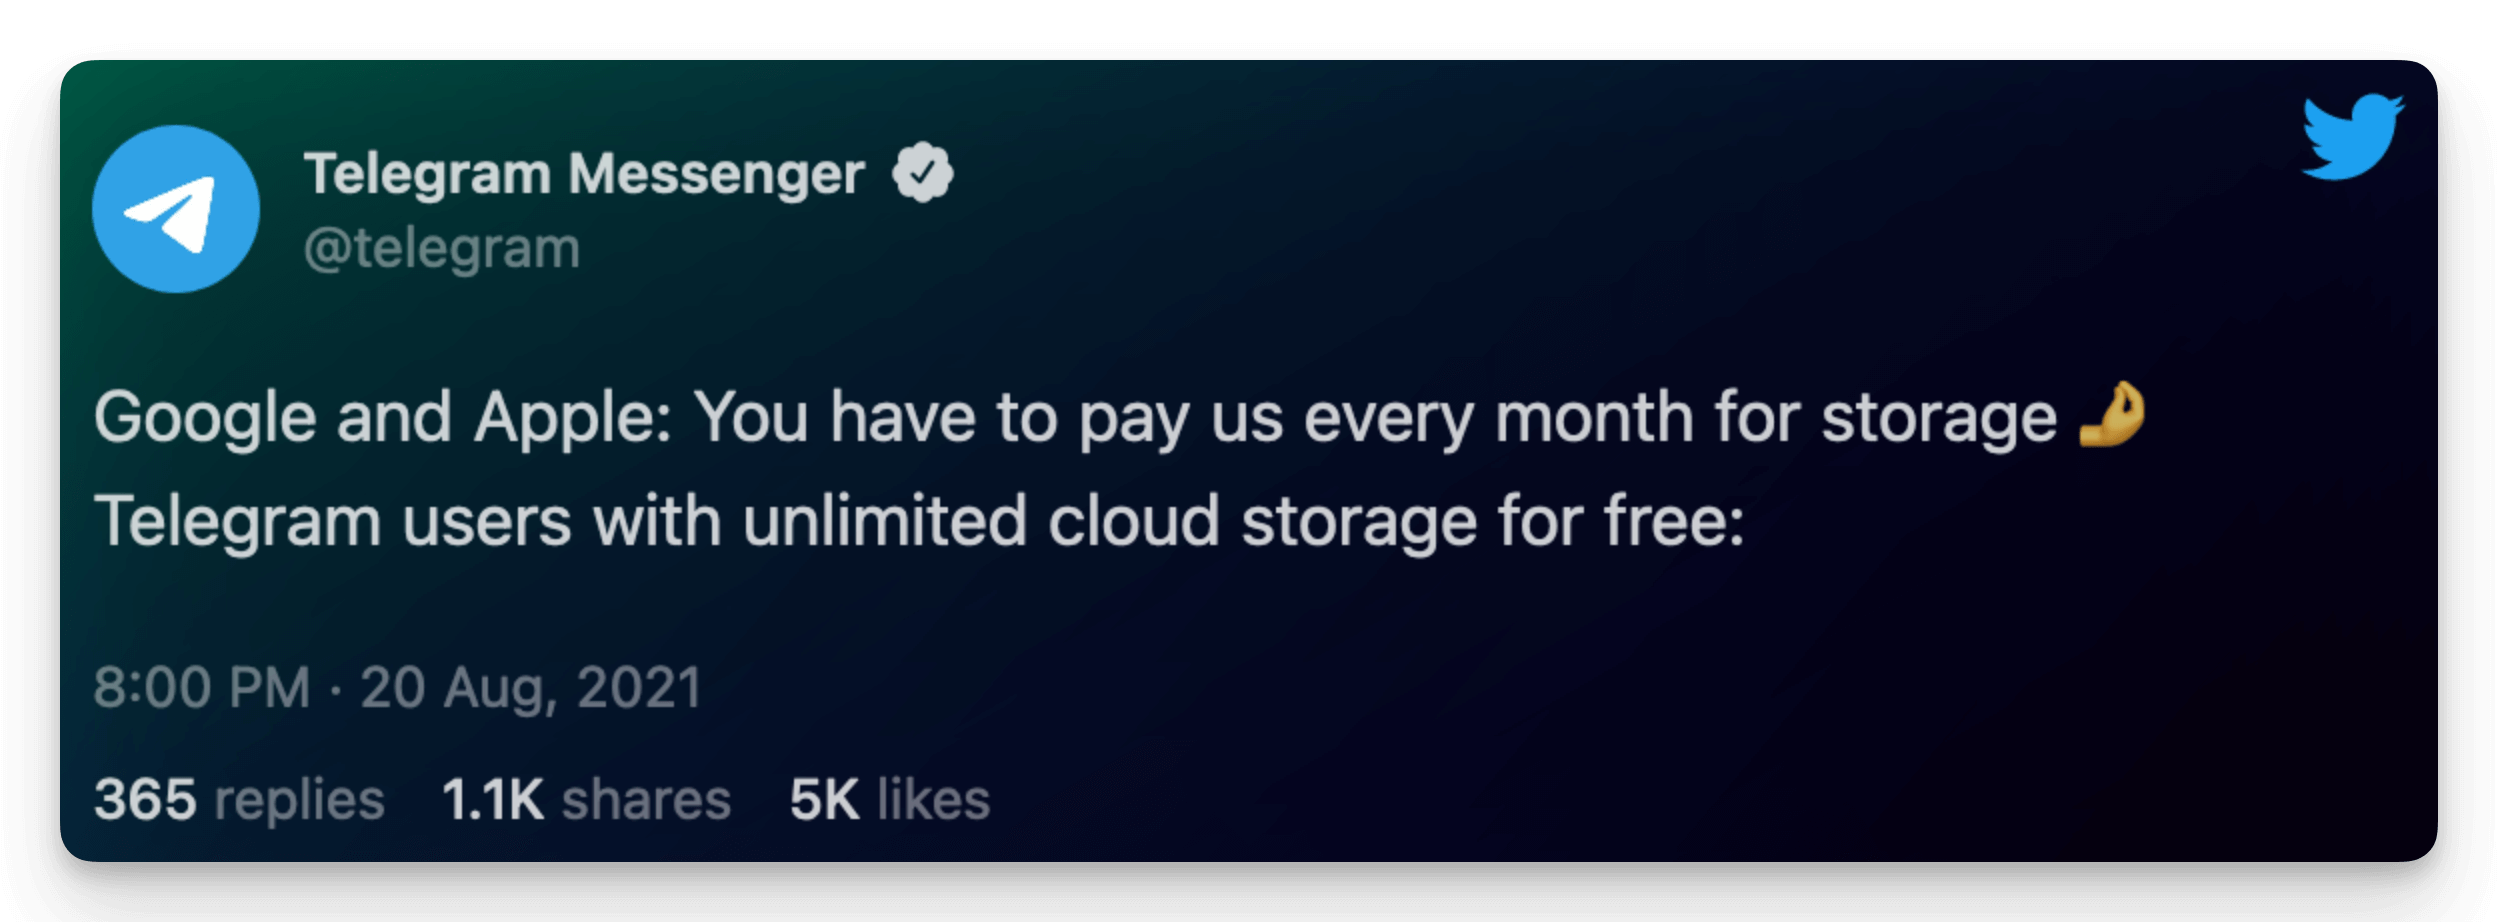 Telegram Messenger
@telegram
Google and Apple: You have to pay us every month for storage 🤌
Telegram users with unlimited cloud storage for free:
8:00 PM · 20 Aug, 2021
365 replies 1.1K shares 5K likes